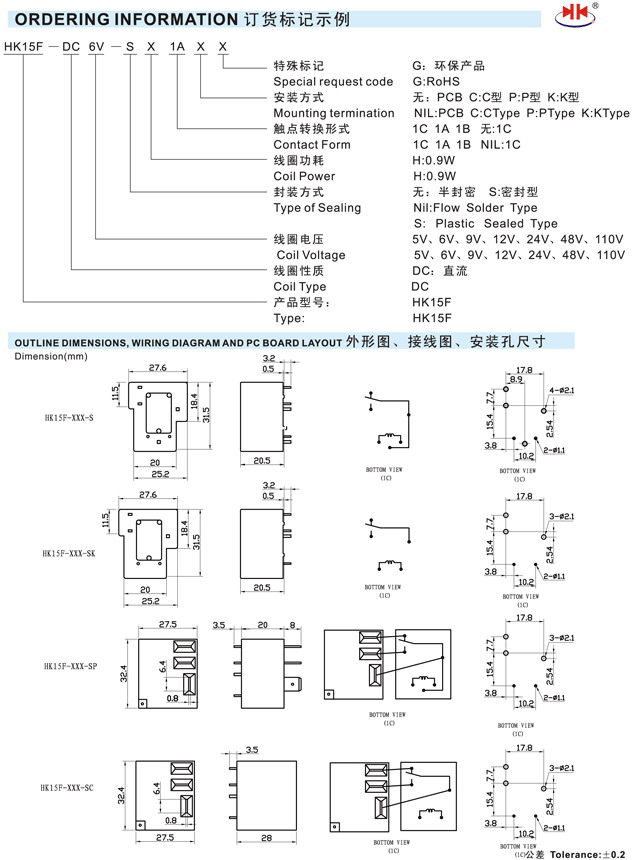 ORDERING INFORMATION 订货标记示例
®
HK15F — DC 6V — S X 1A X X
特殊标记 G：环保产品
Special request code G:RoHS
安装方式 无：PCB C:C型 P:P型 K:K型
Mounting termination NIL:PCB C:CType P:PType K:KType
触点转换形式 1C 1A 1B 无:1C
Contact Form 1C 1A 1B NIL:1C
线圈功耗 H:0.9W
Coil Power H:0.9W
封装方式 无：半封密 S:密封型
Type of Sealing Nil:Flow Solder Type
S: Plastic Sealed Type
线圈电压 5V、6V、9V、12V、24V、48V、110V
Coil Voltage 5V、6V、9V、12V、24V、48V、110V
线圈性质 DC：直流
Coil Type DC
产品型号： HK15F
Type: HK15F
OUTLINE DIMENSIONS, WIRING DIAGRAM AND PC BOARD LAYOUT 外形图、接线图、安装孔尺寸
Dimension(mm)
HK15F-XXX-S
27.6
11.5
18.4
31.5
20
25.2
3.2
0.5
20.5
BOTTOM VIEW
(1C)
17.8
8.9
4-Ø2.1
7.7
15.4
2.54
3.8
10.2
2-Ø1.1
BOTTOM VIEW
(1C)
HK15F-XXX-SK
27.6
11.5
18.4
31.5
20
25.2
3.2
0.5
20.5
BOTTOM VIEW
(1C)
17.8
3-Ø2.1
7.7
15.4
2.54
3.8
10.2
2-Ø1.1
BOTTOM VIEW
(1C)
HK15F-XXX-SP
27.5
32.4
6.4
0.8
3.5
20
8
BOTTOM VIEW
(1C)
17.8
3-Ø2.1
7.7
15.4
2.54
3.8
10.2
2-Ø1.1
BOTTOM VIEW
(1C)
HK15F-XXX-SC
32.4
6.4
0.8
27.5
3.5
28
BOTTOM VIEW
(1C)
17.8
3-Ø2.1
7.7
15.4
2.54
3.8
10.2
2-Ø1.1
BOTTOM VIEW
(1C)
公差 Tolerance:±0.2